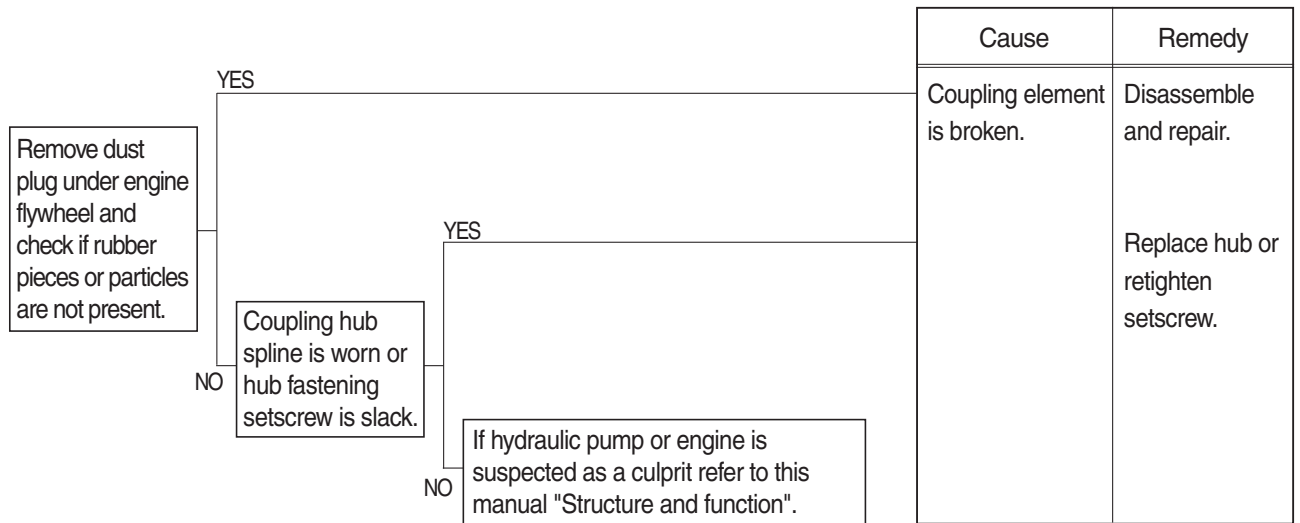 Cause
Remedy
YES
Coupling element
is broken.
Disassemble
and repair.
Remove dust
plug under engine
flywheel and
check if rubber
pieces or particles
are not present.
YES
Replace hub or
retighten
setscrew.
NO
Coupling hub
spline is worn or
hub fastening
setscrew is slack.
NO
If hydraulic pump or engine is
suspected as a culprit refer to this
manual "Structure and function".